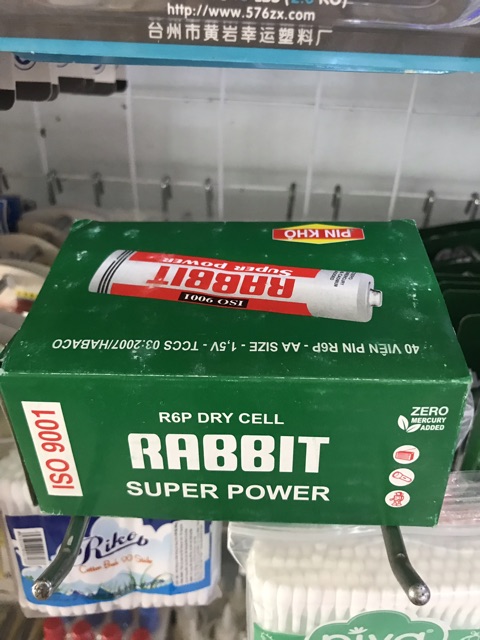 http://www.576zx.com
台州市黄岩幸运塑料厂
PIN KHÔ
RABBIT
Super power
ISO 9001
40 VIÊN PIN R6P - AA SIZE - 1,5V - TCCS 03:2007/HABACO
ISO 9001
R6P DRY CELL
RABBIT
SUPER POWER
ZERO
MERCURY
ADDED
Rikeb